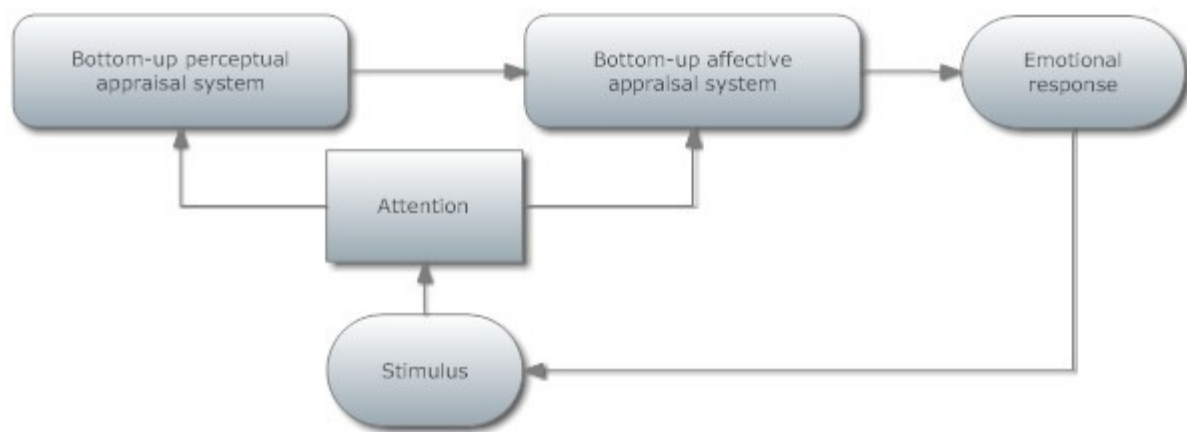 Bottom-up perceptual
appraisal system
Bottom-up affective
appraisal system
Emotional
response
Attention
Stimulus